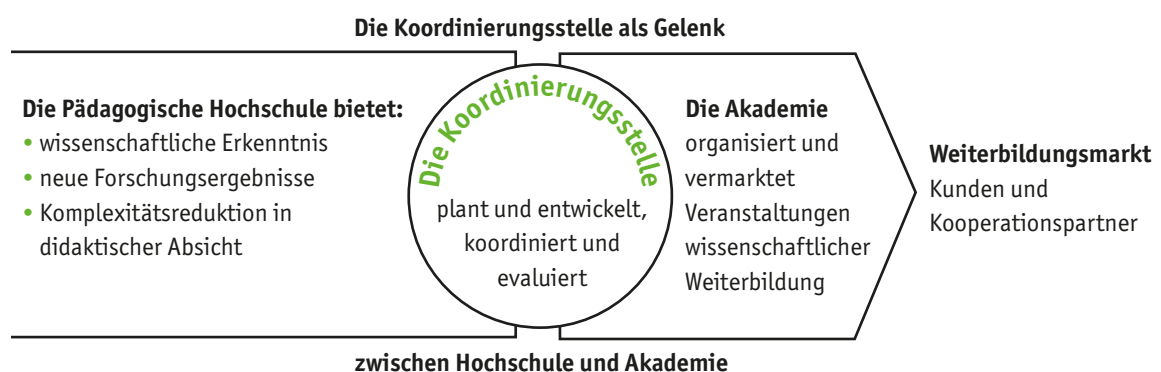 Die Koordinierungsstelle als Gelenk
Die Pädagogische Hochschule bietet:
• wissenschaftliche Erkenntnis
• neue Forschungsergebnisse
• Komplexitätsreduktion in
didaktischer Absicht
Die Koordinierungsstelle
plant und entwickelt,
koordiniert und
evaluiert
Die Akademie
organisiert und
vermarktet
Veranstaltungen
wissenschaftlicher
Weiterbildung
Weiterbildungsmarkt
Kunden und
Kooperationspartner
zwischen Hochschule und Akademie